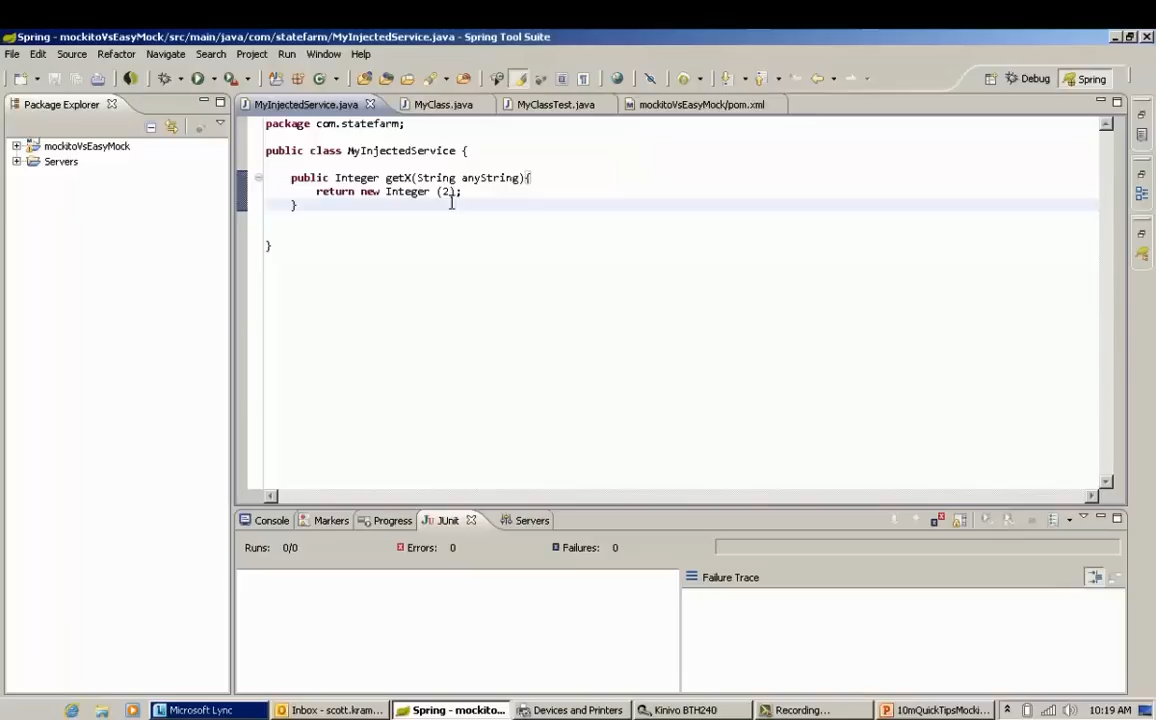 Spring - mockitoVsEasyMock/src/main/java/com/statefarm/MyInjectedService.java - Spring Tool Suite
File Edit Source Refactor Navigate Search Project Run Window Help
Debug Spring
Package Explorer MyInjectedService.java MyClass.java MyClassTest.java mockitoVsEasyMock/pom.xml
mockitoVsEasyMock
Servers
package com.statefarm;
public class MyInjectedService {
public Integer getX(String anyString){
return new Integer (2);
}
}
Console Markers Progress JUnit Servers
Runs: 0/0 Errors: 0 Failures: 0
Failure Trace
Microsoft Lync Inbox - scott.kram... Spring - mockito... Devices and Printers Kinivo BTH240 Recording... 10mQuickTipsMocki... 10:19 AM